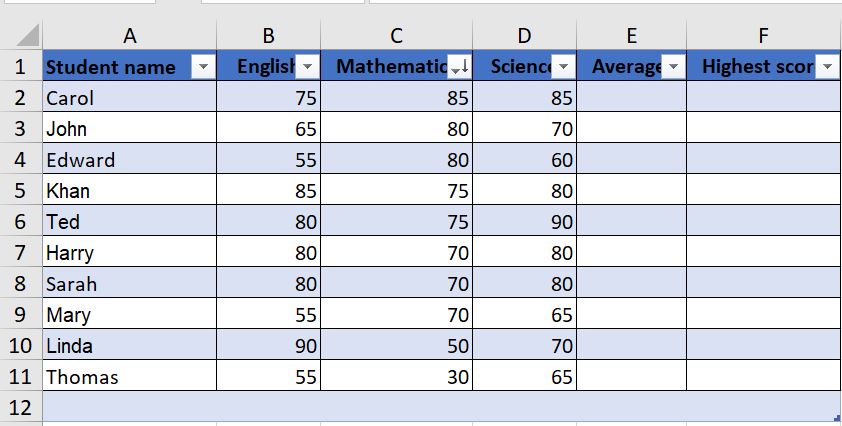 A B C D E F
1 Student name English Mathematic Science Average Highest scor
2 Carol 75 85 85
3 John 65 80 70
4 Edward 55 80 60
5 Khan 85 75 80
6 Ted 80 75 90
7 Harry 80 70 80
8 Sarah 80 70 80
9 Mary 55 70 65
10 Linda 90 50 70
11 Thomas 55 30 65
12